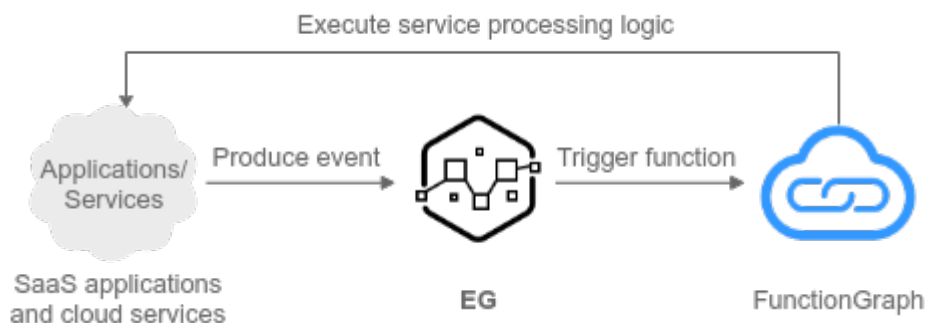 Execute service processing logic
Applications/
Services
Produce event
Trigger function
SaaS applications
and cloud services
EG
FunctionGraph